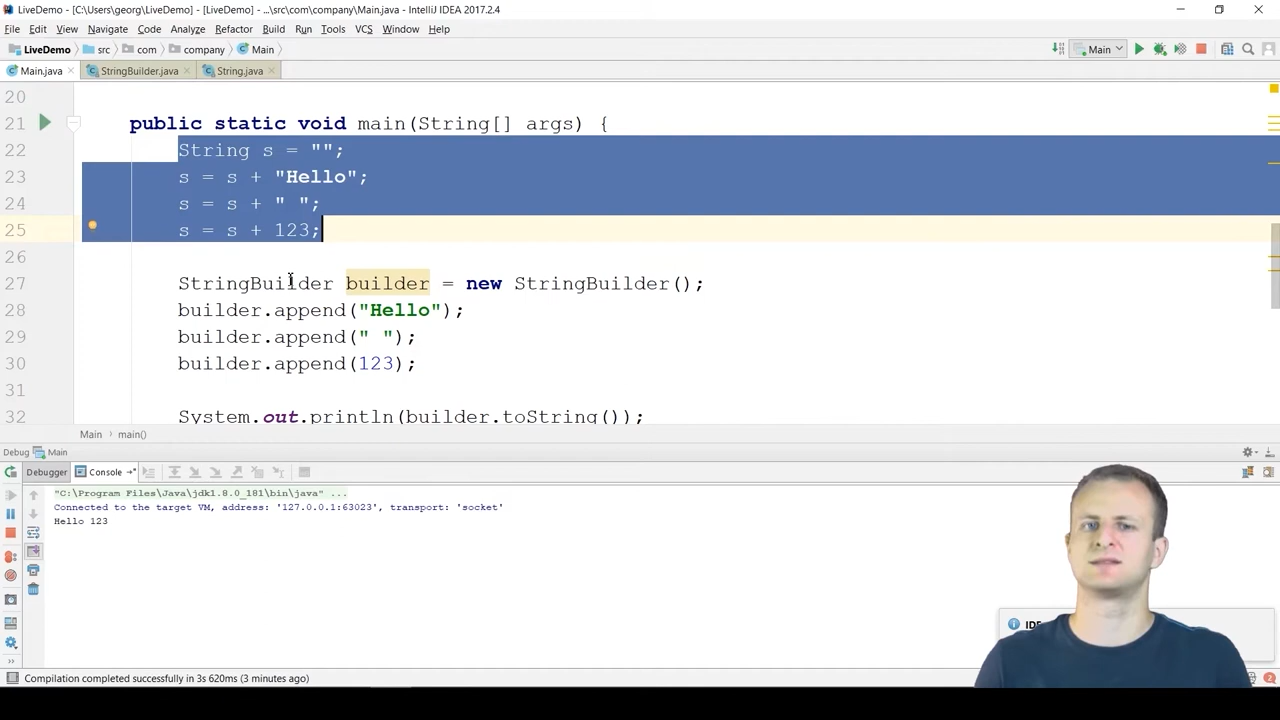 LiveDemo - [C:\Users\georg\LiveDemo] - [LiveDemo] - ...\src\com\company\Main.java - IntelliJ IDEA 2017.2.4
File Edit View Navigate Code Analyze Refactor Build Run Tools VCS Window Help
LiveDemo src com company Main Main
Main.java StringBuilder.java String.java
20
21 public static void main(String[] args) {
22 String s = "";
23 s = s + "Hello";
24 s = s + " ";
25 s = s + 123;
26
27 StringBuilder builder = new StringBuilder();
28 builder.append("Hello");
29 builder.append(" ");
30 builder.append(123);
31
32 System.out.println(builder.toString());
Main main()
Debug Main
Debugger Console
"C:\Program Files\Java\jdk1.8.0_181\bin\java" ...
Connected to the target VM, address: '127.0.0.1:63023', transport: 'socket'
Hello 123
Compilation completed successfully in 3s 620ms (3 minutes ago)
2